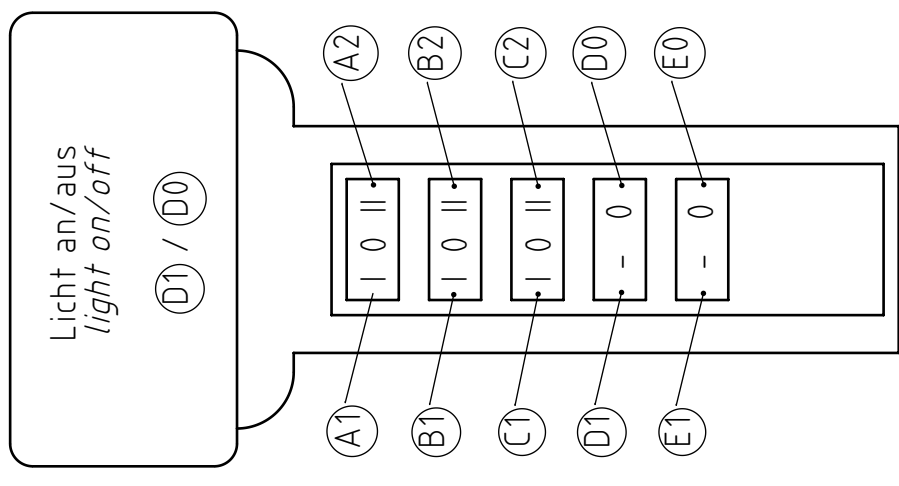 Licht an/aus
light on/off
D1 / D0
A2
B2
C2
D0
E0
I 0 II
I 0 II
I 0 II
- 0
- 0
A1
B1
C1
D1
E1